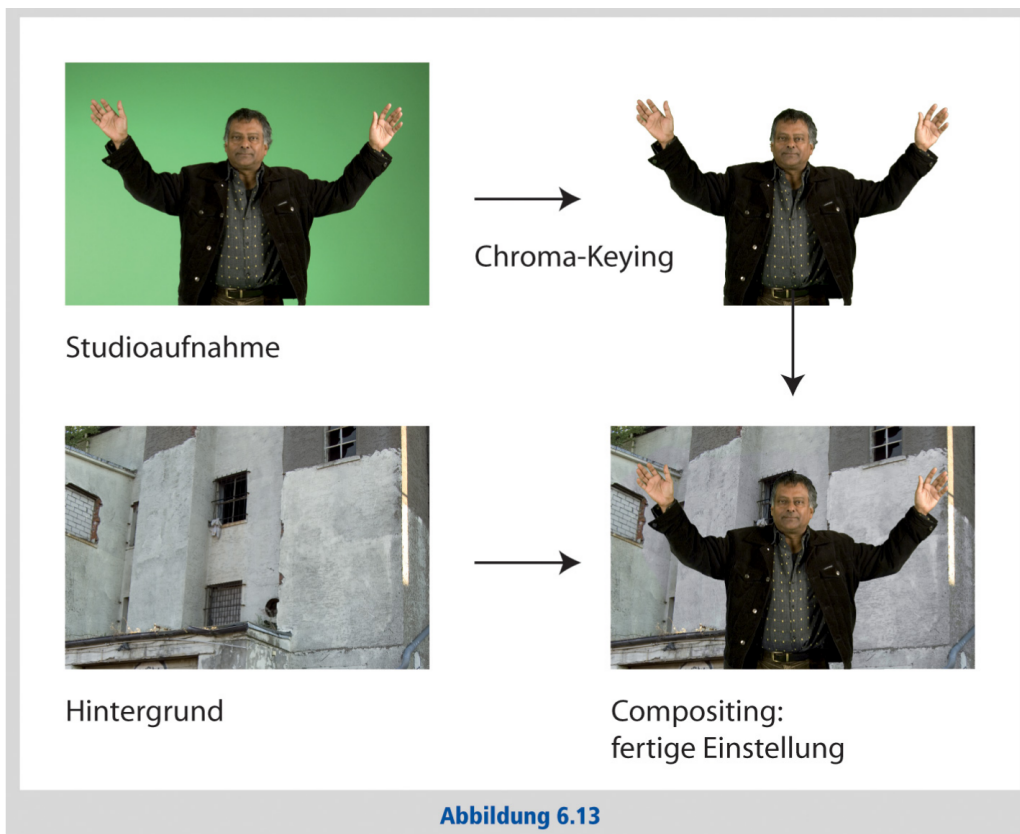 Chroma-Keying
Studioaufnahme
Hintergrund
Compositing:
fertige Einstellung
Abbildung 6.13